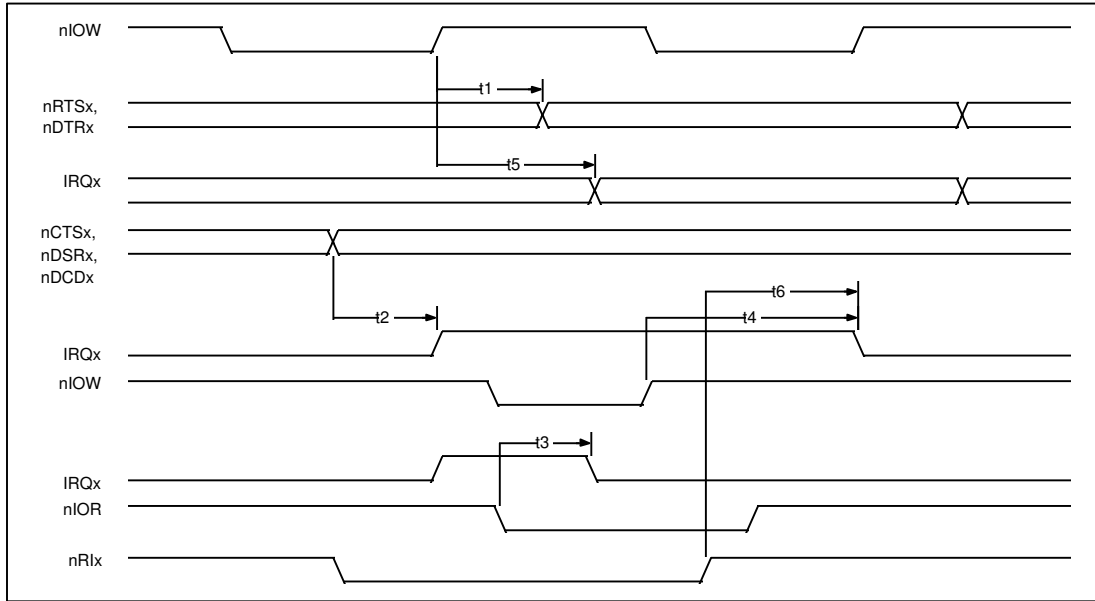 nIOW
t1
nRTSx,
nDTRx
t5
IRQx
nCTSx,
nDSRx,
nDCDx
t6
t2
t4
IRQx
nIOW
t3
IRQx
nIOR
nRIx